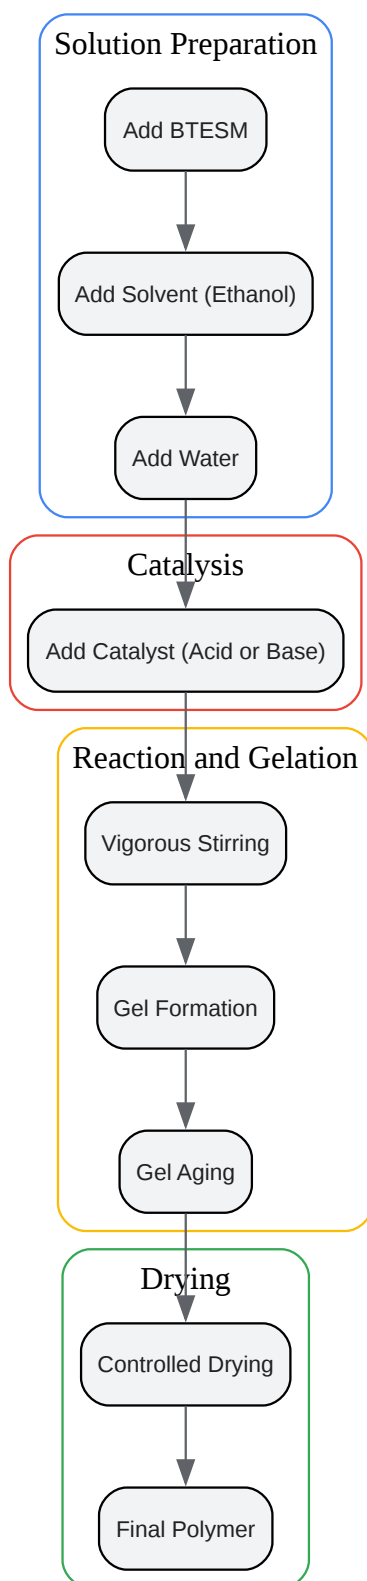 Solution Preparation
Add BTESM
Add Solvent (Ethanol)
Add Water
Catalysis
Add Catalyst (Acid or Base)
Reaction and Gelation
Vigorous Stirring
Gel Formation
Gel Aging
Drying
Controlled Drying
Final Polymer